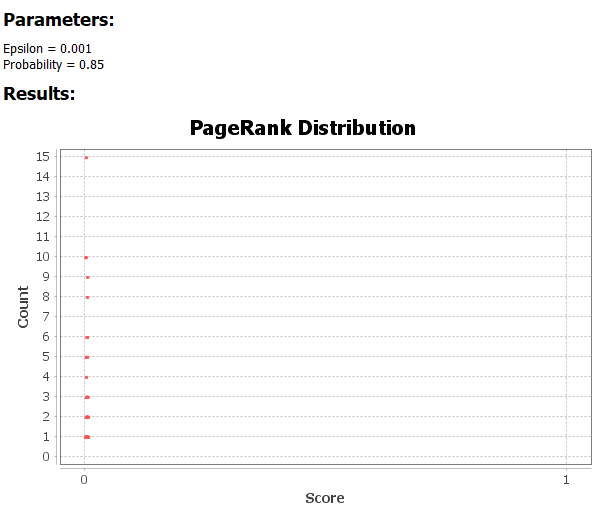 Parameters:
Epsilon = 0.001
Probability = 0.85
Results:
PageRank Distribution
15
14
13
12
11
10
9
8
7
6
5
4
3
2
1
0
Count
0 1
Score